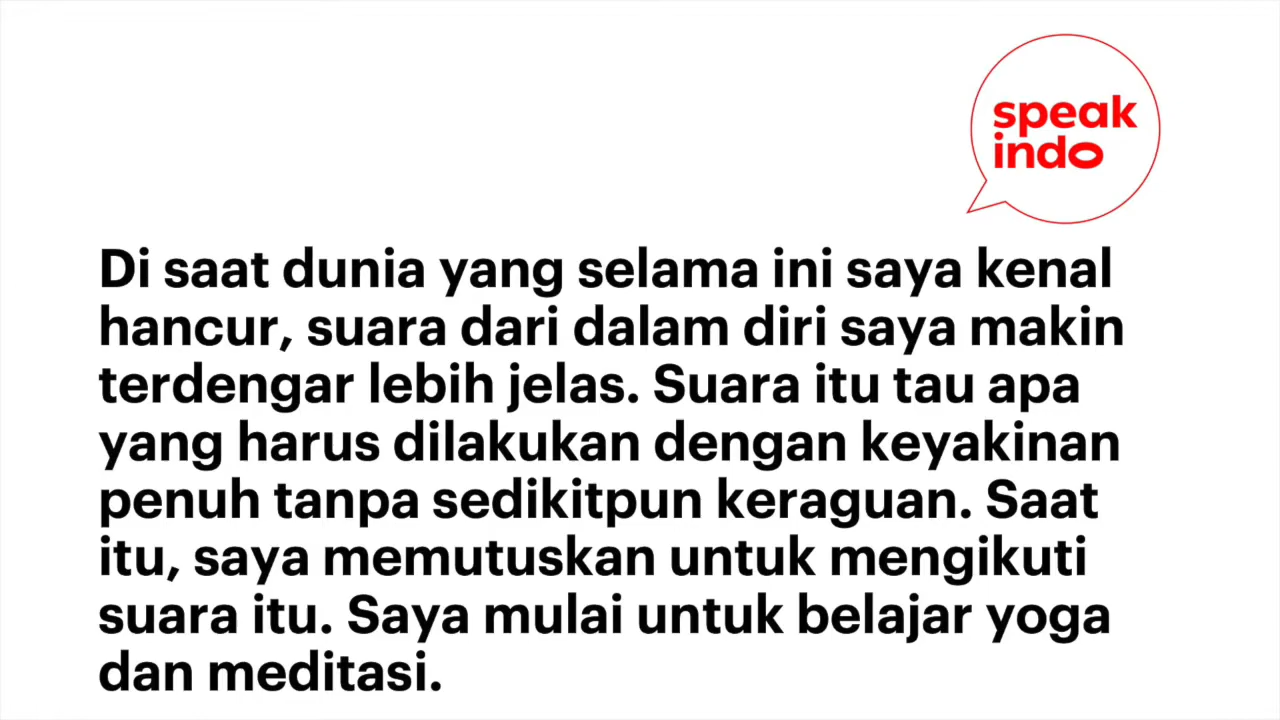 speak
indo
Di saat dunia yang selama ini saya kenal
hancur, suara dari dalam diri saya makin
terdengar lebih jelas. Suara itu tau apa
yang harus dilakukan dengan keyakinan
penuh tanpa sedikitpun keraguan. Saat
itu, saya memutuskan untuk mengikuti
suara itu. Saya mulai untuk belajar yoga
dan meditasi.